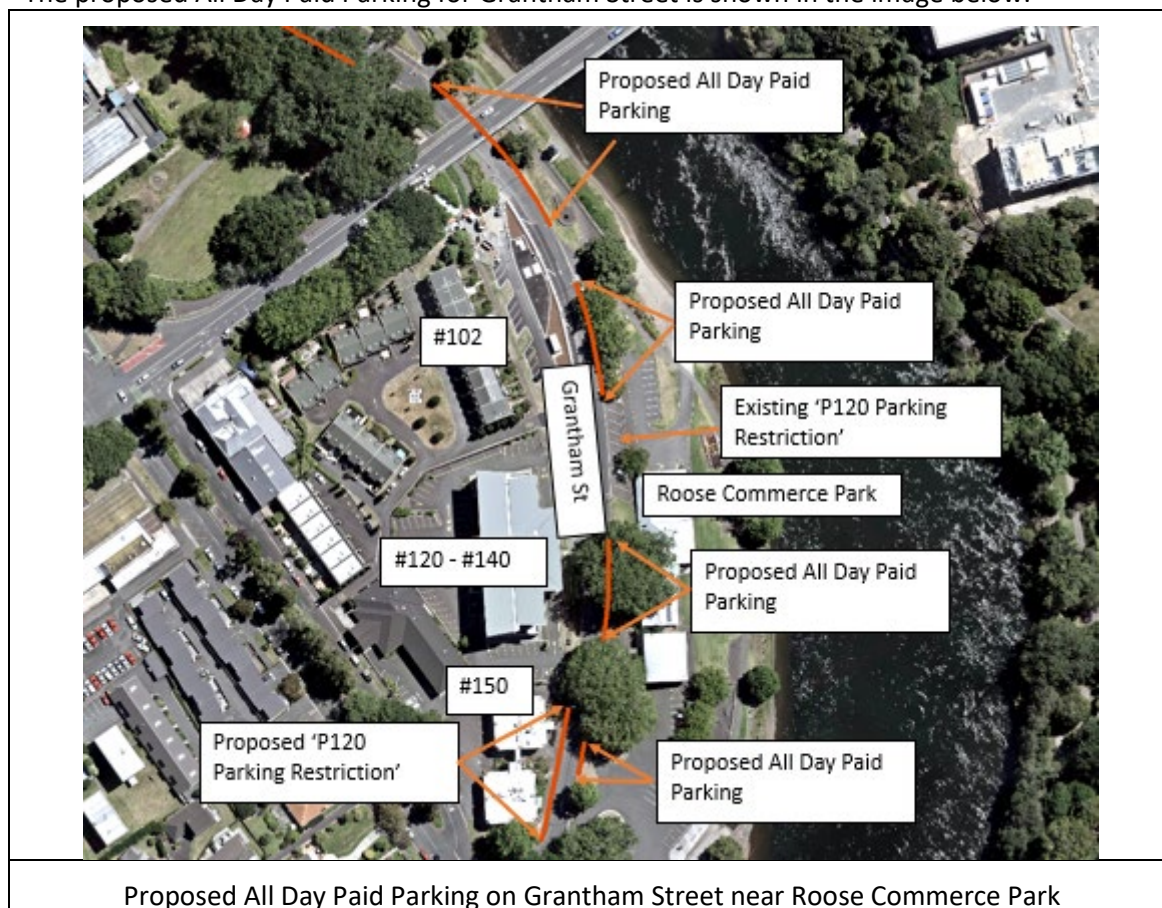 The proposed All Day Paid Parking for Grantham Street is shown in the image below:
Proposed All Day Paid
Parking
Proposed All Day Paid
Parking
#102
Grantham St
Existing ‘P120 Parking
Restriction’
Roose Commerce Park
#120 - #140
Proposed All Day Paid
Parking
#150
Proposed ‘P120
Parking Restriction’
Proposed All Day Paid
Parking
Proposed All Day Paid Parking on Grantham Street near Roose Commerce Park